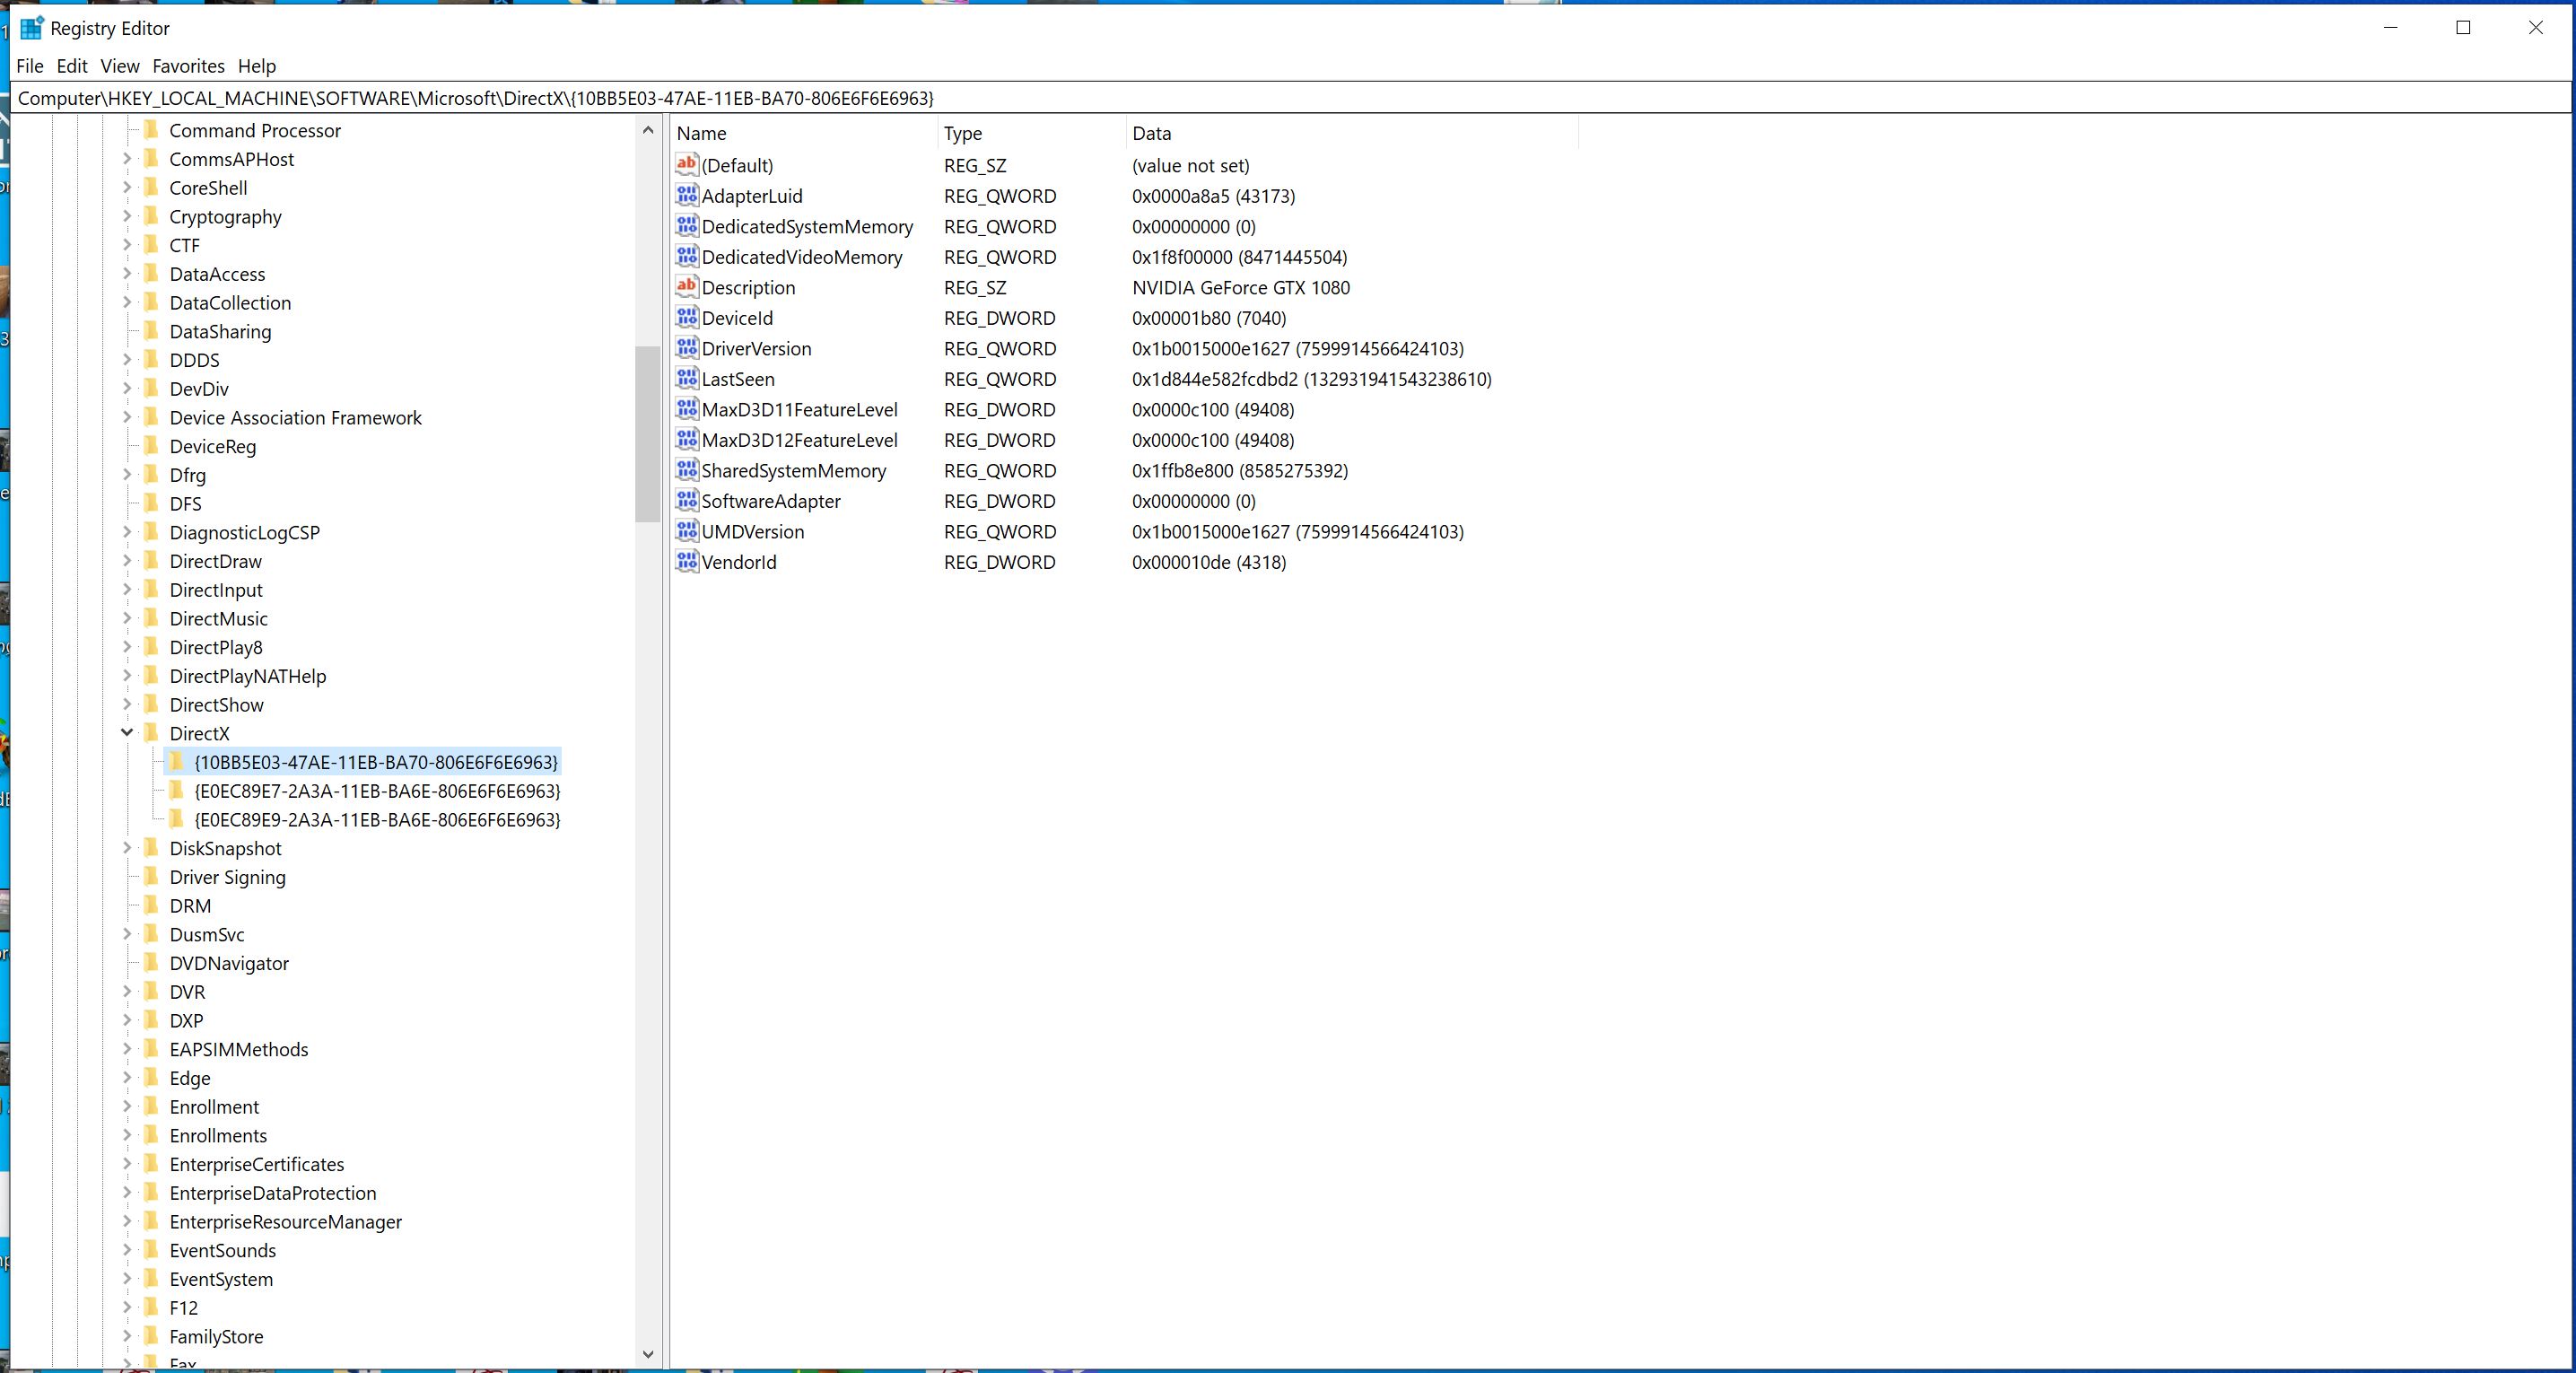 Registry Editor
File Edit View Favorites Help
Computer\HKEY_LOCAL_MACHINE\SOFTWARE\Microsoft\DirectX\{10BB5E03-47AE-11EB-BA70-806E6F6E6963}
Command Processor
CommsAPHost
CoreShell
Cryptography
CTF
DataAccess
DataCollection
DataSharing
DDDS
DevDiv
Device Association Framework
DeviceReg
Dfrg
DFS
DiagnosticLogCSP
DirectDraw
DirectInput
DirectMusic
DirectPlay8
DirectPlayNATHelp
DirectShow
DirectX
{10BB5E03-47AE-11EB-BA70-806E6F6E6963}
{E0EC89E7-2A3A-11EB-BA6E-806E6F6E6963}
{E0EC89E9-2A3A-11EB-BA6E-806E6F6E6963}
DiskSnapshot
Driver Signing
DRM
DusmSvc
DVDNavigator
DVR
DXP
EAPSIMMethods
Edge
Enrollment
Enrollments
EnterpriseCertificates
EnterpriseDataProtection
EnterpriseResourceManager
EventSounds
EventSystem
F12
FamilyStore
Fax
Name Type Data
(Default) REG_SZ (value not set)
AdapterLuid REG_QWORD 0x0000a8a5 (43173)
DedicatedSystemMemory REG_QWORD 0x00000000 (0)
DedicatedVideoMemory REG_QWORD 0x1f8f00000 (8471445504)
Description REG_SZ NVIDIA GeForce GTX 1080
DeviceId REG_DWORD 0x00001b80 (7040)
DriverVersion REG_QWORD 0x1b0015000e1627 (7599914566424103)
LastSeen REG_QWORD 0x1d844e582fcdbd2 (132931941543238610)
MaxD3D11FeatureLevel REG_DWORD 0x0000c100 (49408)
MaxD3D12FeatureLevel REG_DWORD 0x0000c100 (49408)
SharedSystemMemory REG_QWORD 0x1ffb8e800 (8585275392)
SoftwareAdapter REG_DWORD 0x00000000 (0)
UMDVersion REG_QWORD 0x1b0015000e1627 (7599914566424103)
VendorId REG_DWORD 0x000010de (4318)